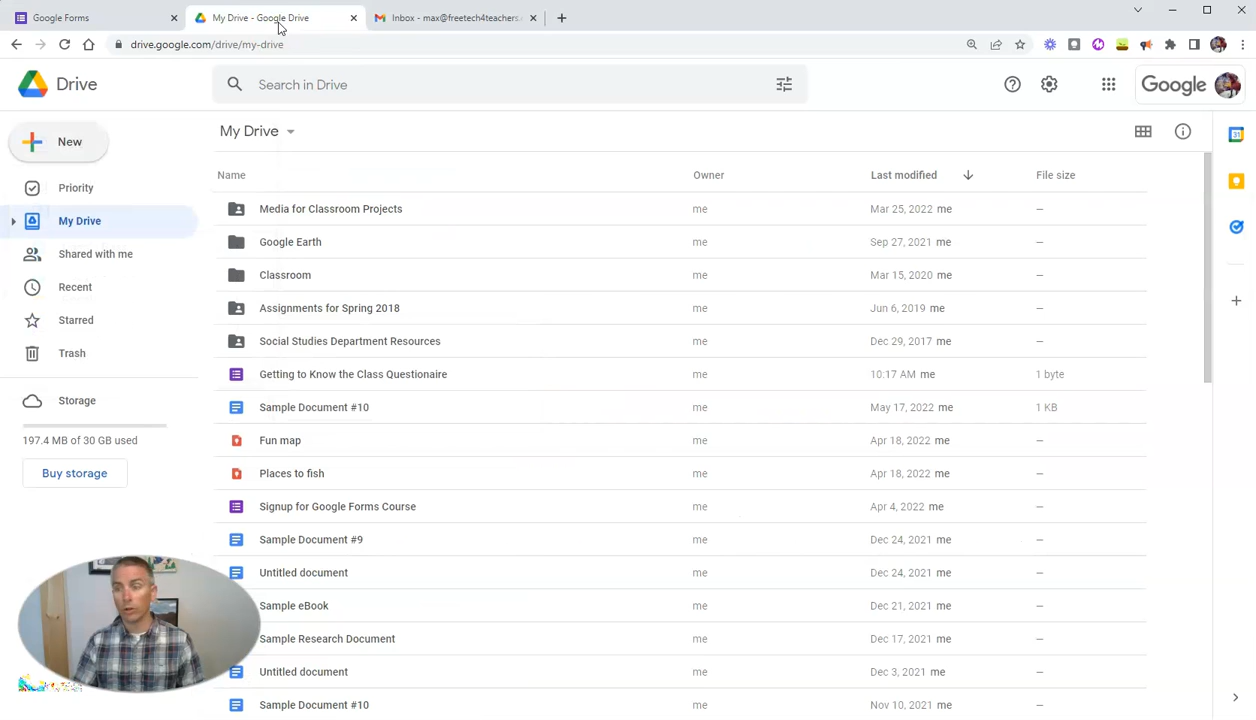 Google Forms
My Drive - Google Drive
Inbox - max@freetech4teachers.
drive.google.com/drive/my-drive
Drive
Search in Drive
Google
New
My Drive
Priority
My Drive
Shared with me
Recent
Starred
Trash
Storage
197.4 MB of 30 GB used
Buy storage
Name Owner Last modified File size
Media for Classroom Projects me Mar 25, 2022 me –
Google Earth me Sep 27, 2021 me –
Classroom me Mar 15, 2020 me –
Assignments for Spring 2018 me Jun 6, 2019 me –
Social Studies Department Resources me Dec 29, 2017 me –
Getting to Know the Class Questionaire me 10:17 AM me 1 byte
Sample Document #10 me May 17, 2022 me 1 KB
Fun map me Apr 18, 2022 me –
Places to fish me Apr 18, 2022 me –
Signup for Google Forms Course me Apr 4, 2022 me –
Sample Document #9 me Dec 24, 2021 me –
Untitled document me Dec 24, 2021 me –
Sample eBook me Dec 21, 2021 me –
Sample Research Document me Dec 17, 2021 me –
Untitled document me Dec 3, 2021 me –
Sample Document #10 me Nov 10, 2021 me –
31